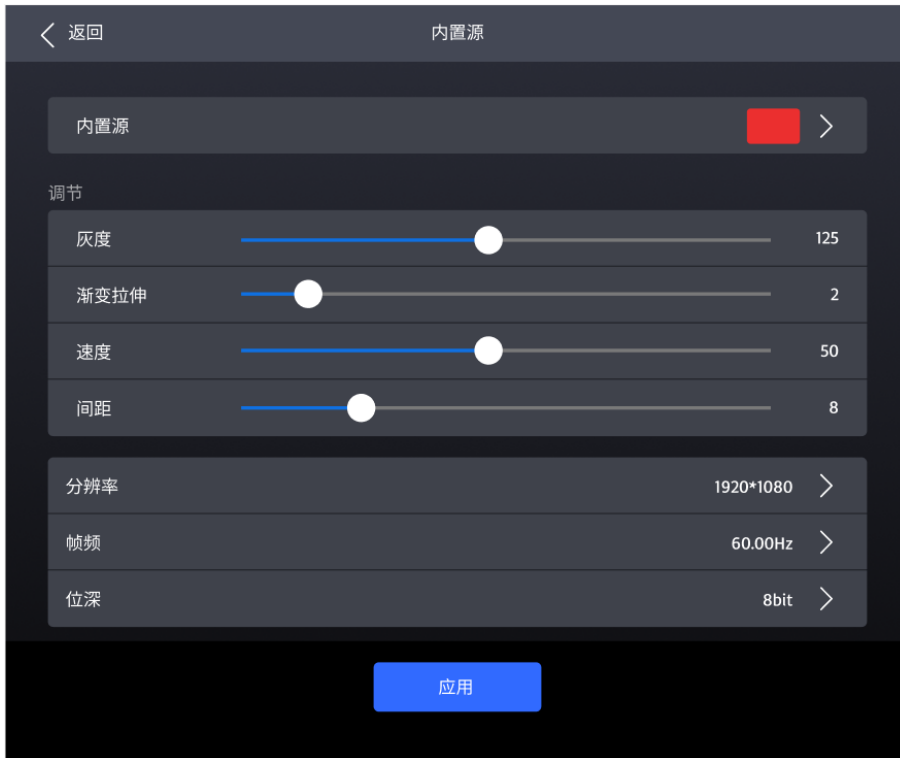 返回 内置源
内置源
调节
灰度 125
渐变拉伸 2
速度 50
间距 8
分辨率 1920*1080
帧频 60.00Hz
位深 8bit
应用